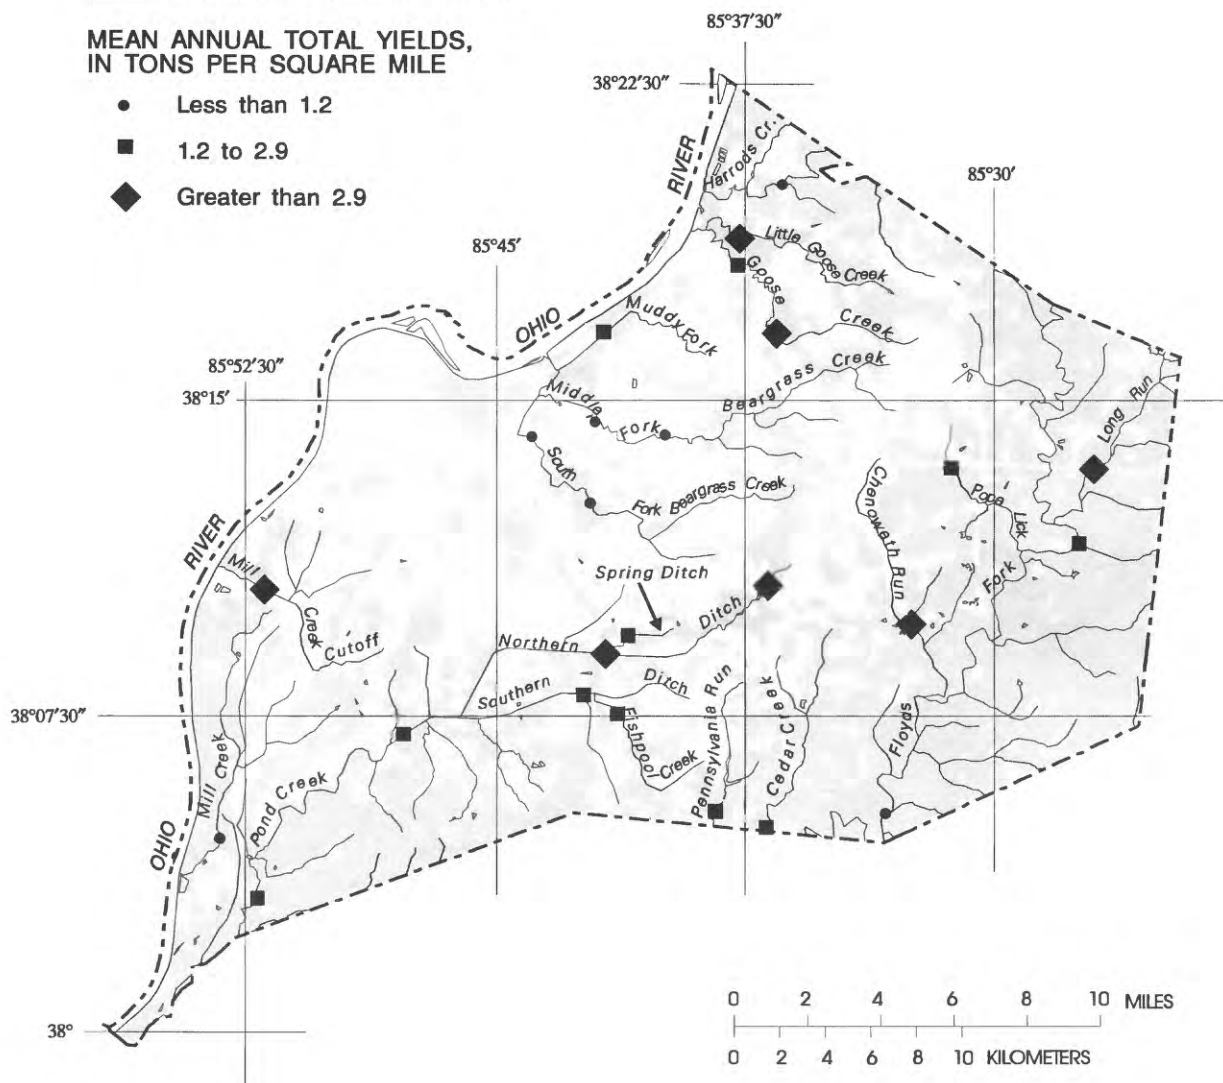 85°37'30"
MEAN ANNUAL TOTAL YIELDS,
IN TONS PER SQUARE MILE
38°22'30"
Less than 1.2
1.2 to 2.9
Greater than 2.9
Harrods Cr.
RIVER
85°30'
85°45'
Little Goose Creek
Goose
Creek
OHIO
Muddy Fork
85°52'30"
38°15'
Middle
Fork
Beargrass Creek
Long Run
South
Fork Beargrass Creek
Chenoweth Run
Pope
Lick
Fork
RIVER
Mill
Creek
Cutoff
Spring Ditch
Northern
Ditch
Southern
Ditch
38°07'30"
Fishpool
Creek
Pennsylvania Run
Cedar Creek
Floyds
Mill Creek
Pond Creek
OHIO
38°
0 2 4 6 8 10 MILES
0 2 4 6 8 10 KILOMETERS